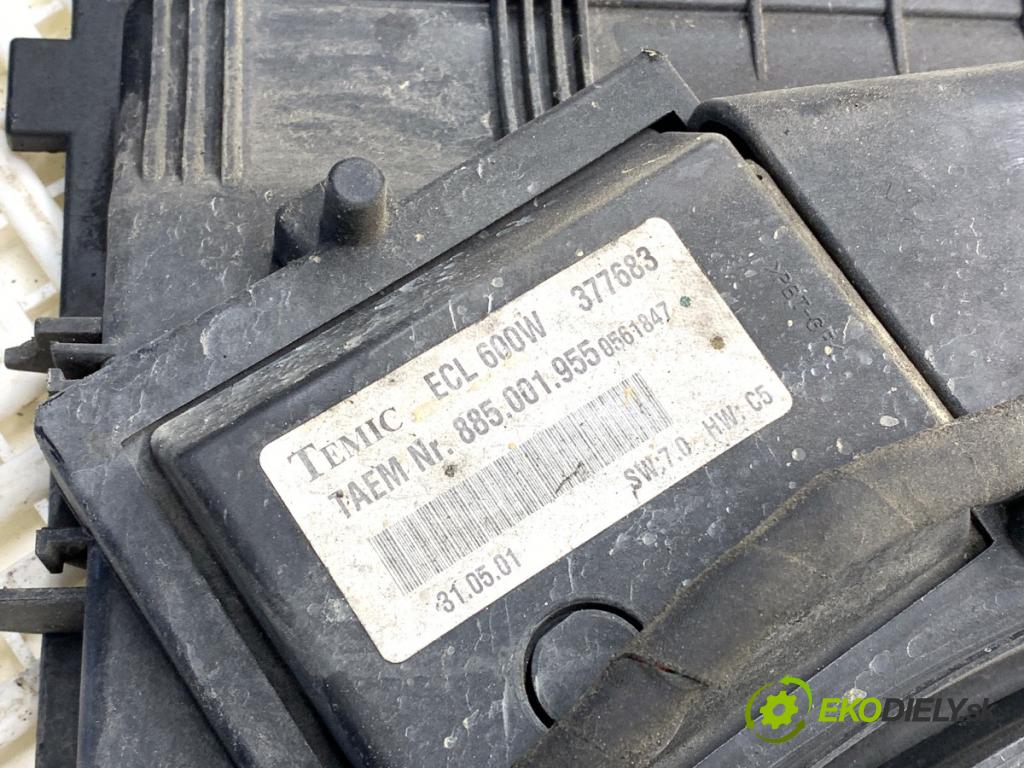 TEMIC ECL 600W 377683
TAEM Nr. 885.001.955 0561847
SW:7.0 HW: C5
31.05.01
EKODIELY.sk